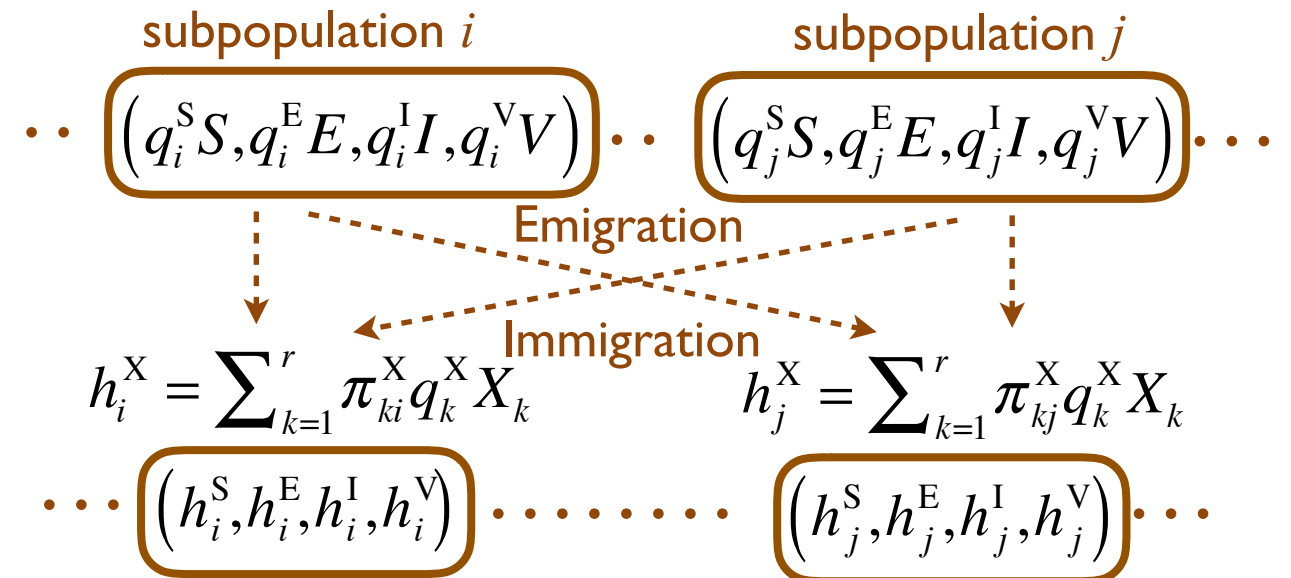 subpopulation i subpopulation j
·· (q_i^S S, q_i^E E, q_i^I I, q_i^V V) ·· (q_j^S S, q_j^E E, q_j^I I, q_j^V V) ···
Emigration
Immigration
h_i^X = ∑_{k=1}^r π_{ki}^X q_k^X X_k h_j^X = ∑_{k=1}^r π_{kj}^X q_k^X X_k
··· (h_i^S, h_i^E, h_i^I, h_i^V) ········ (h_j^S, h_j^E, h_j^I, h_j^V) ···